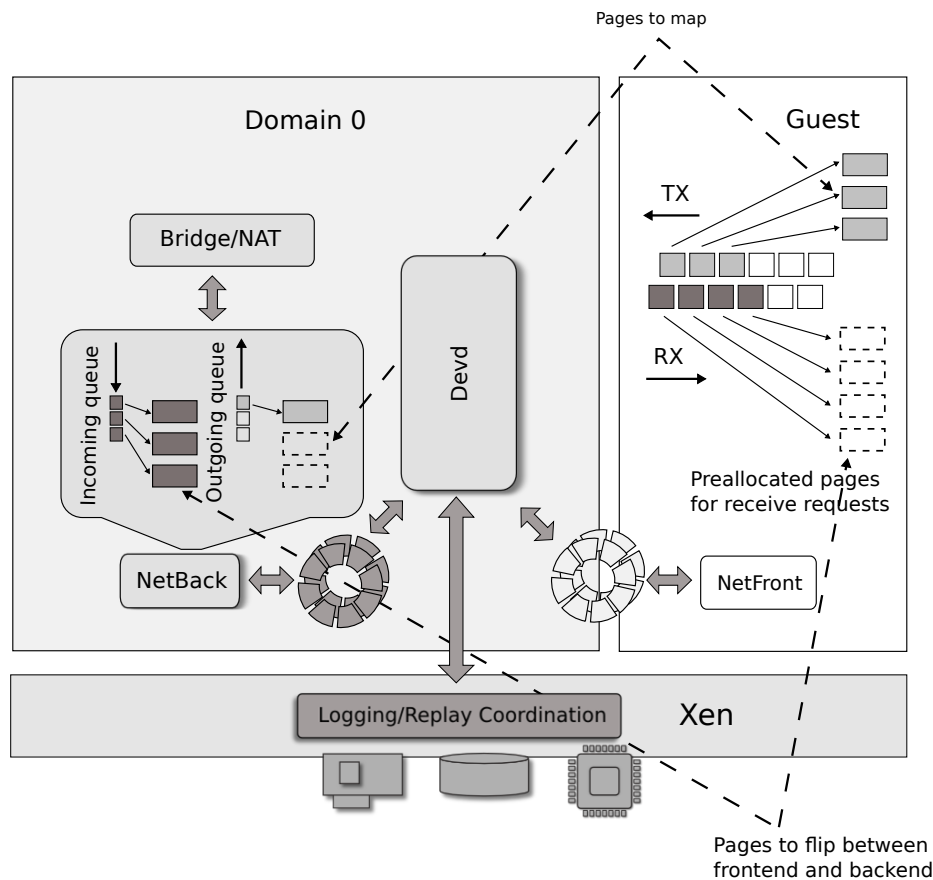 Pages to map
Domain 0
Guest
TX
Bridge/NAT
Devd
RX
Incoming queue
Outgoing queue
Preallocated pages
for receive requests
NetBack
NetFront
Logging/Replay Coordination
Xen
Pages to flip between
frontend and backend